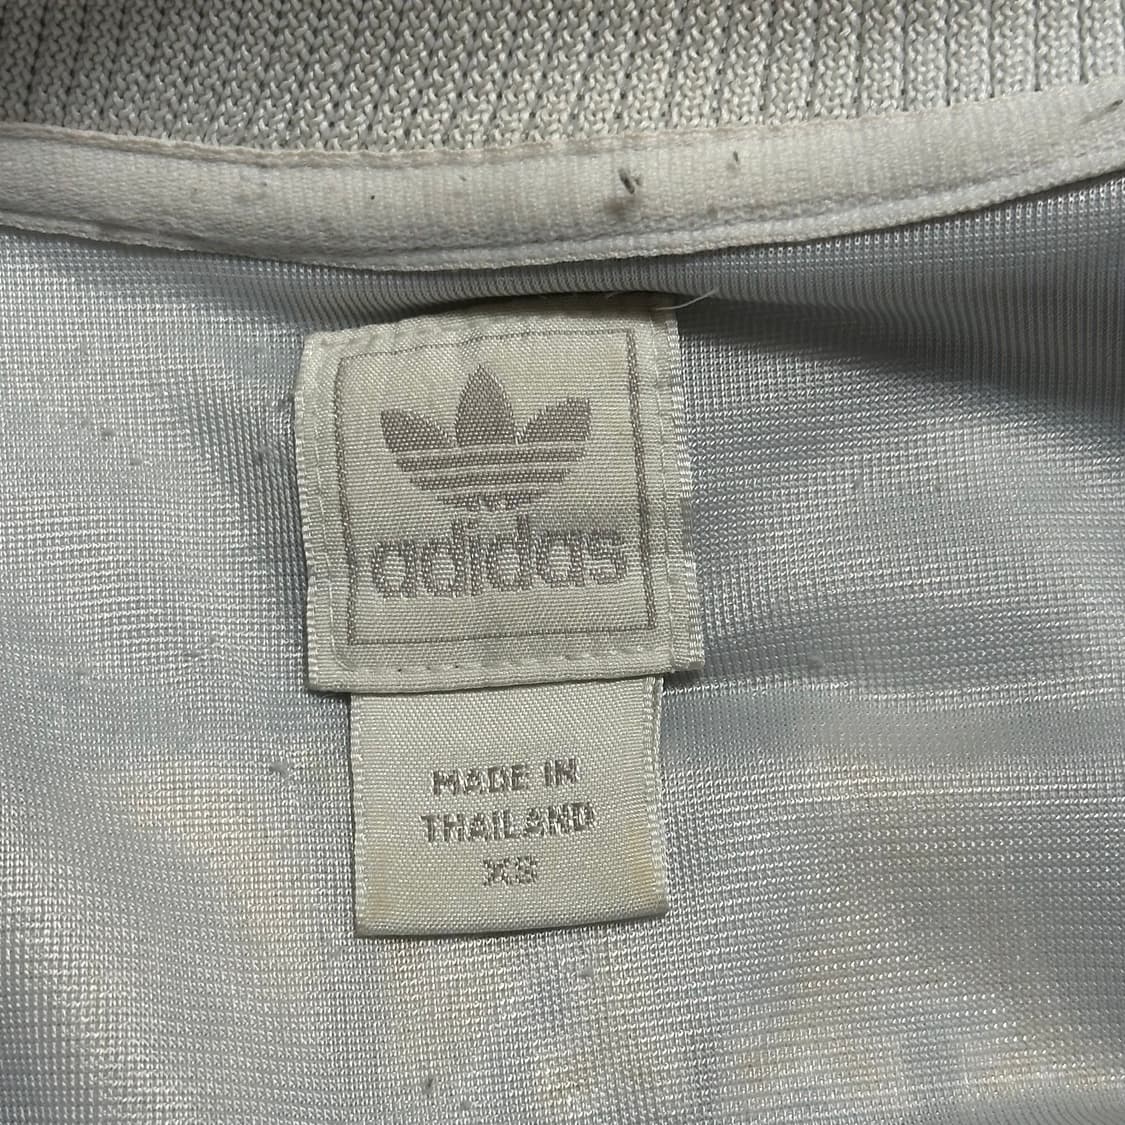 adidas
MADE IN
THAILAND
XS